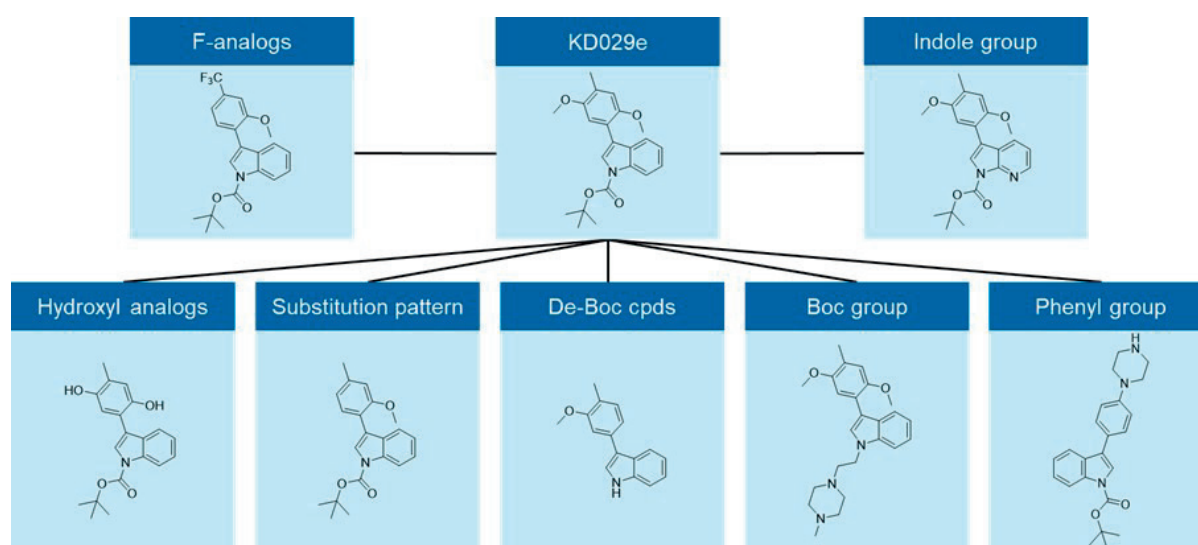 F-analogs
KD029e
Indole group
F₃C
O
N
O
O
O
O
N
O
O
O
O
N
N
O
O
Hydroxyl analogs
Substitution pattern
De-Boc cpds
Boc group
Phenyl group
HO
OH
N
O
O
O
N
O
O
O
N
H
O
O
N
N
N
H
N
N
N
O
O